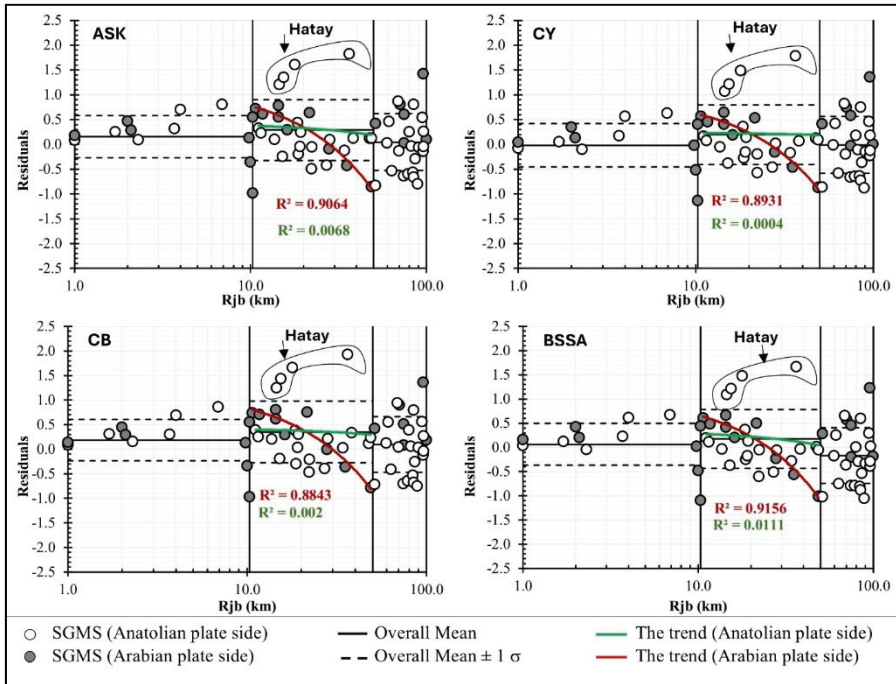 ASK
Hatay
2.5
2.0
1.5
1.0
0.5
0.0
-0.5
1.0
1.5
2.0
-2.5
Residuals
R² = 0.9064
R² = 0.0068
1.0
10.0
100.0
Rjb (km)
CY
Hatay
2.5
2.0
1.5
1.0
0.5
0.0
-0.5
-1.0
-1.5
-2.0
-2.5
Residuals
R² = 0.8931
R² = 0.0004
1.0
10.0
100.0
Rjb (km)
CB
Hatay
2.5
2.0
1.5
1.0
0.5
0.0
-0.5
-1.0
-1.5
-2.0
-2.5
Residuals
R² = 0.8843
R² = 0.002
1.0
10.0
100.0
Rjb (km)
BSSA
Hatay
2.5
2.0
1.5
1.0
0.5
0.0
-0.5
-1.0
-1.5
-2.0
-2.5
Residuals
R² = 0.9156
R² = 0.0111
1.0
10.0
100.0
Rjb (km)
SGMS (Anatolian plate side)
Overall Mean
The trend (Anatolian plate side)
SGMS (Arabian plate side)
Overall Mean ± 1 σ
The trend (Arabian plate side)